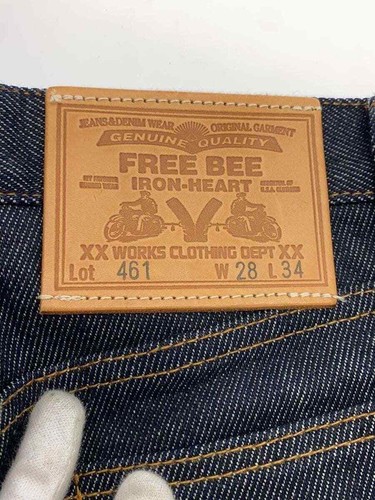 JEANS&DENIM WEAR ORIGINAL GARMENT
GENUINE QUALITY
FREE BEE
IRON-HEART
XX WORKS CLOTHING DEPT XX
Lot 461 W 28 L 34